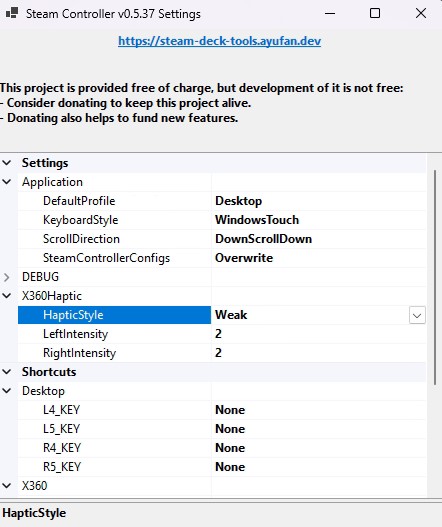 Steam Controller v0.5.37 Settings
https://steam-deck-tools.ayufan.dev
This project is provided free of charge, but development of it is not free:
- Consider donating to keep this project alive.
- Donating also helps to fund new features.
Settings
Application
DefaultProfile Desktop
KeyboardStyle WindowsTouch
ScrollDirection DownScrollDown
SteamControllerConfigs Overwrite
DEBUG
X360Haptic
HapticStyle Weak
LeftIntensity 2
RightIntensity 2
Shortcuts
Desktop
L4_KEY None
L5_KEY None
R4_KEY None
R5_KEY None
X360
HapticStyle